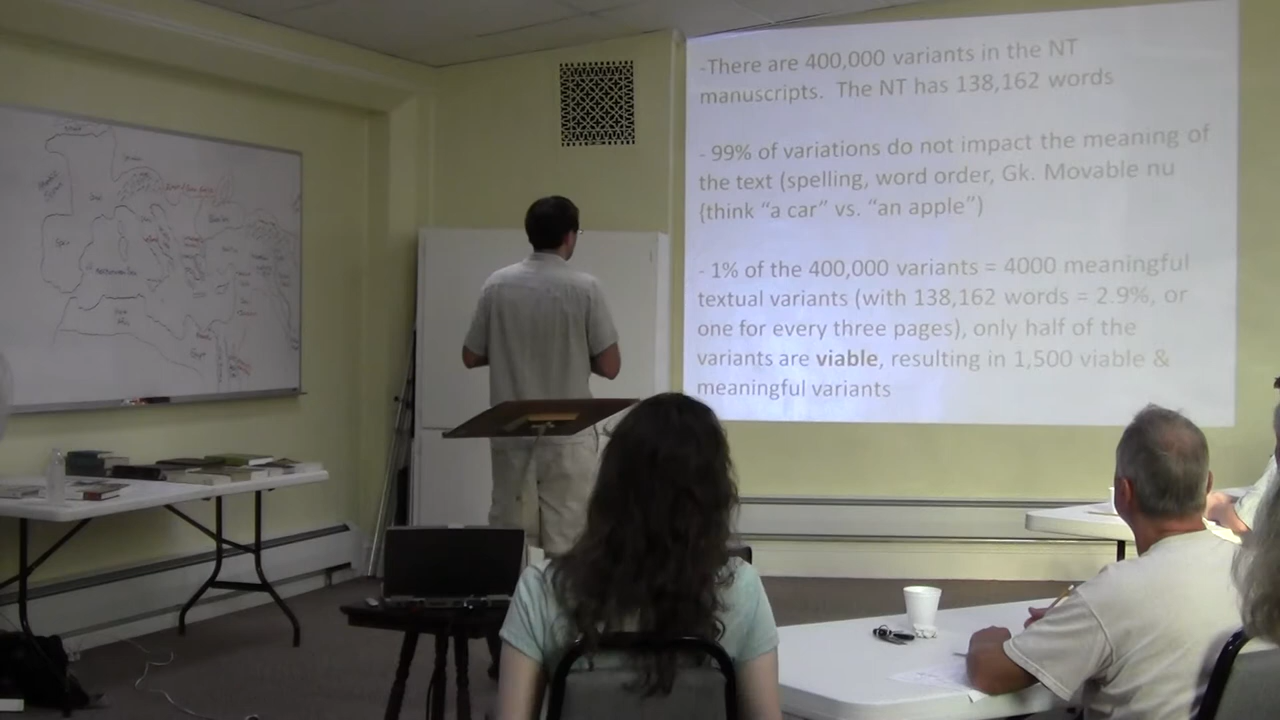 -There are 400,000 variants in the NT
manuscripts.  The NT has 138,162 words
- 99% of variations do not impact the meaning of
the text (spelling, word order, Gk. Movable nu
(think “a car” vs. “an apple”)
- 1% of the 400,000 variants = 4000 meaningful
textual variants (with 138,162 words = 2.9%, or
one for every three pages), only half of the
variants are viable, resulting in 1,500 viable &
meaningful variants